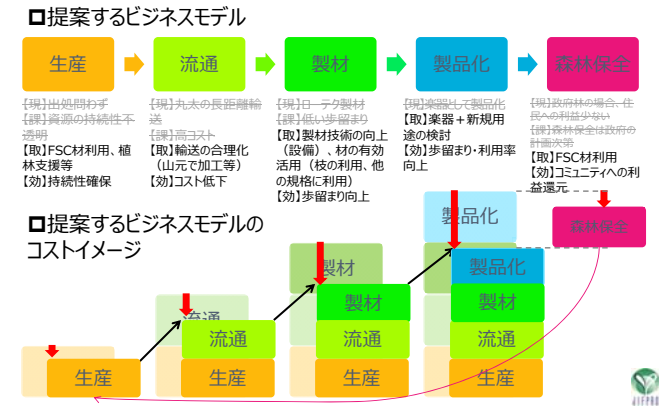 ◘提案するビジネスモデル
生産
流通
製材
製品化
森林保全
【現】出処問わず
【課】資源の持続性不
透明
【取】FSC材利用、植
林支援等
【効】持続性確保
【現】丸太の長距離輸
送
【課】高コスト
【取】輸送の合理化
（山元で加工等）
【効】コスト低下
【現】ローテク製材
【課】低い歩留まり
【取】製材技術の向上
（設備）、材の有効
活用（枝の利用、他
の規格に利用）
【効】歩留まり向上
【現】楽器として製品化
【取】楽器＋新規用
途の検討
【効】歩留まり・利用率
向上
【現】政府林の場合、住
民への利益少ない
【課】森林保全は政府の
計画次第
【取】FSC材利用
【効】コミュニティへの利
益還元
◘提案するビジネスモデルの
コストイメージ
生産
流通
流通
生産
製材
製材
流通
生産
製品化
製品化
製材
流通
生産
森林保全
JIFPRO